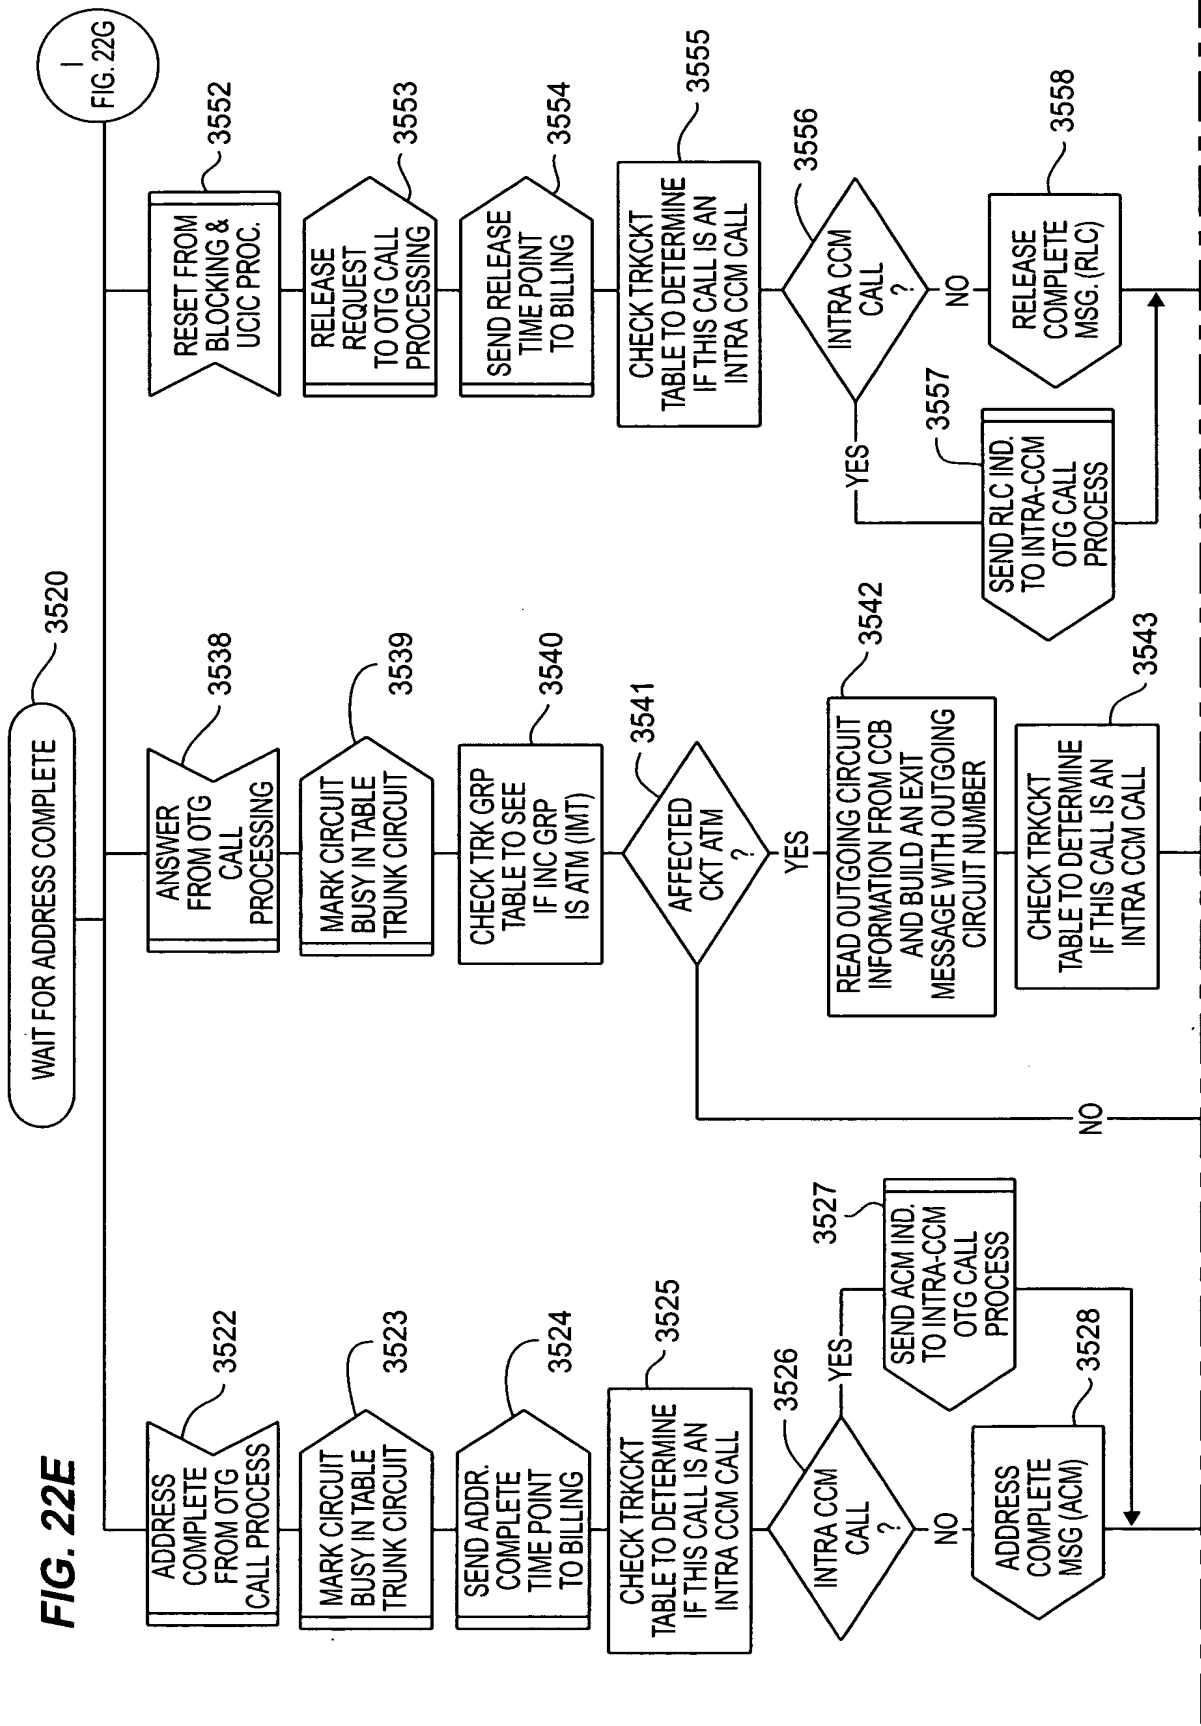 FIG. 22E
WAIT FOR ADDRESS COMPLETE
3520
I
FIG. 22G
ADDRESS
COMPLETE
FROM OTG
CALL PROCESS
3522
MARK CIRCUIT
BUSY IN TABLE
TRUNK CIRCUIT
3523
SEND ADDR.
COMPLETE
TIME POINT
TO BILLING
3524
CHECK TRKCKT
TABLE TO DETERMINE
IF THIS CALL IS AN
INTRA CCM CALL
3525
INTRA CCM
CALL
?
3526
YES
NO
SEND ACM IND.
TO INTRA-CCM
OTG CALL
PROCESS
3527
ADDRESS
COMPLETE
MSG (ACM)
3528
ANSWER
FROM OTG
CALL
PROCESSING
3538
MARK CIRCUIT
BUSY IN TABLE
TRUNK CIRCUIT
3539
CHECK TRK GRP
TABLE TO SEE
IF INC GRP
IS ATM (IMT)
3540
AFFECTED
CKT ATM
?
3541
YES
NO
READ OUTGOING CIRCUIT
INFORMATION FROM CCB
AND BUILD AN EXIT
MESSAGE WITH OUTGOING
CIRCUIT NUMBER
3542
CHECK TRKCKT
TABLE TO DETERMINE
IF THIS CALL IS AN
INTRA CCM CALL
3543
RESET FROM
BLOCKING &
UCIC PROC.
3552
RELEASE
REQUEST
TO OTG CALL
PROCESSING
3553
SEND RELEASE
TIME POINT
TO BILLING
3554
CHECK TRKCKT
TABLE TO DETERMINE
IF THIS CALL IS AN
INTRA CCM CALL
3555
INTRA CCM
CALL
?
3556
YES
NO
SEND RLC IND.
TO INTRA-CCM
OTG CALL
PROCESS
3557
RELEASE
COMPLETE
MSG. (RLC)
3558